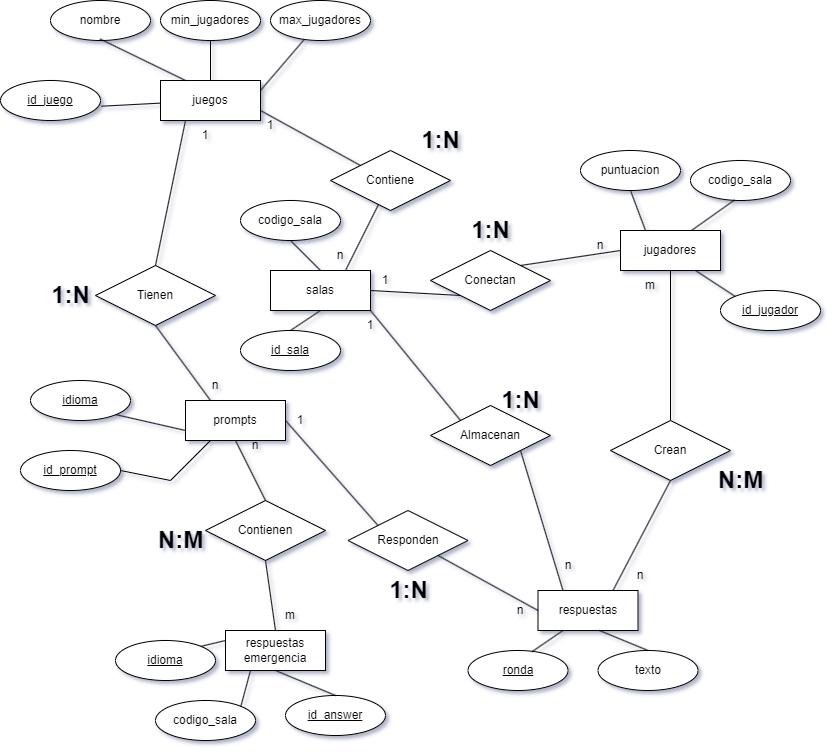 nombre
min_jugadores
max_jugadores
id_juego
juegos
1
1
1:N
Contiene
puntuacion
codigo_sala
codigo_sala
1:N
n
jugadores
n
salas
1
Conectan
m
1:N
Tienen
id_jugador
1
id_sala
n
idioma
1:N
prompts
1
Almacenan
n
Crean
id_prompt
N:M
N:M
Contienen
Responden
n
n
1:N
n
respuestas
m
respuestas
emergencia
idioma
ronda
texto
codigo_sala
id_answer